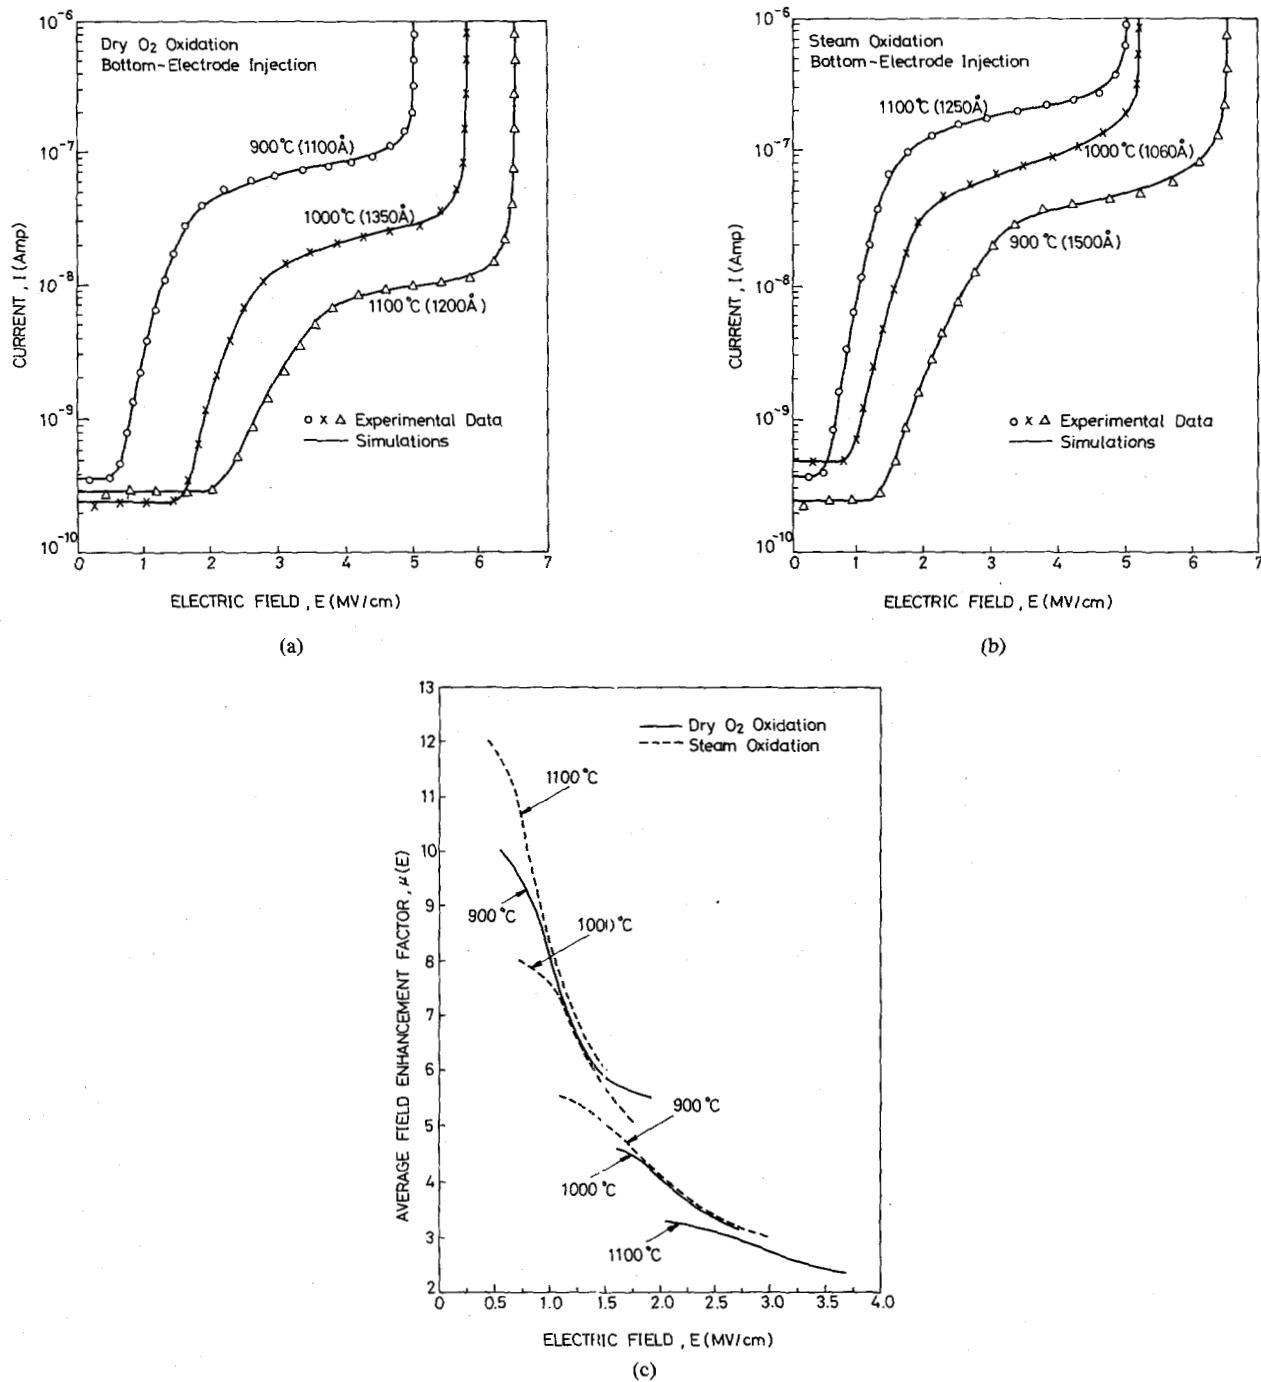 10⁻⁶
Dry O₂ Oxidation
Bottom-Electrode Injection
900°C (1100Å)
10⁻⁷
1000°C (1350Å)
10⁻⁸
1100°C (1200Å)
10⁻⁹
○ × △ Experimental Data
Simulations
10⁻¹⁰
CURRENT, I (Amp)
0 1 2 3 4 5 6 7
ELECTRIC FIELD, E (MV/cm)
(a)
10⁻⁶
Steam Oxidation
Bottom-Electrode Injection
1100°C (1250Å)
10⁻⁷
1000°C (1060Å)
900°C (1500Å)
10⁻⁸
10⁻⁹
○ × △ Experimental Data
Simulations
10⁻¹⁰
CURRENT, I (Amp)
0 1 2 3 4 5 6 7
ELECTRIC FIELD, E (MV/cm)
(b)
13
Dry O₂ Oxidation
Steam Oxidation
12
1100°C
11
10
9
900°C
1000°C
8
7
6
900°C
5
4
1000°C
3
1100°C
2
AVERAGE FIELD ENHANCEMENT FACTOR, μ(E)
0 0.5 1.0 1.5 2.0 2.5 3.0 3.5 4.0
ELECTRIC FIELD, E (MV/cm)
(c)